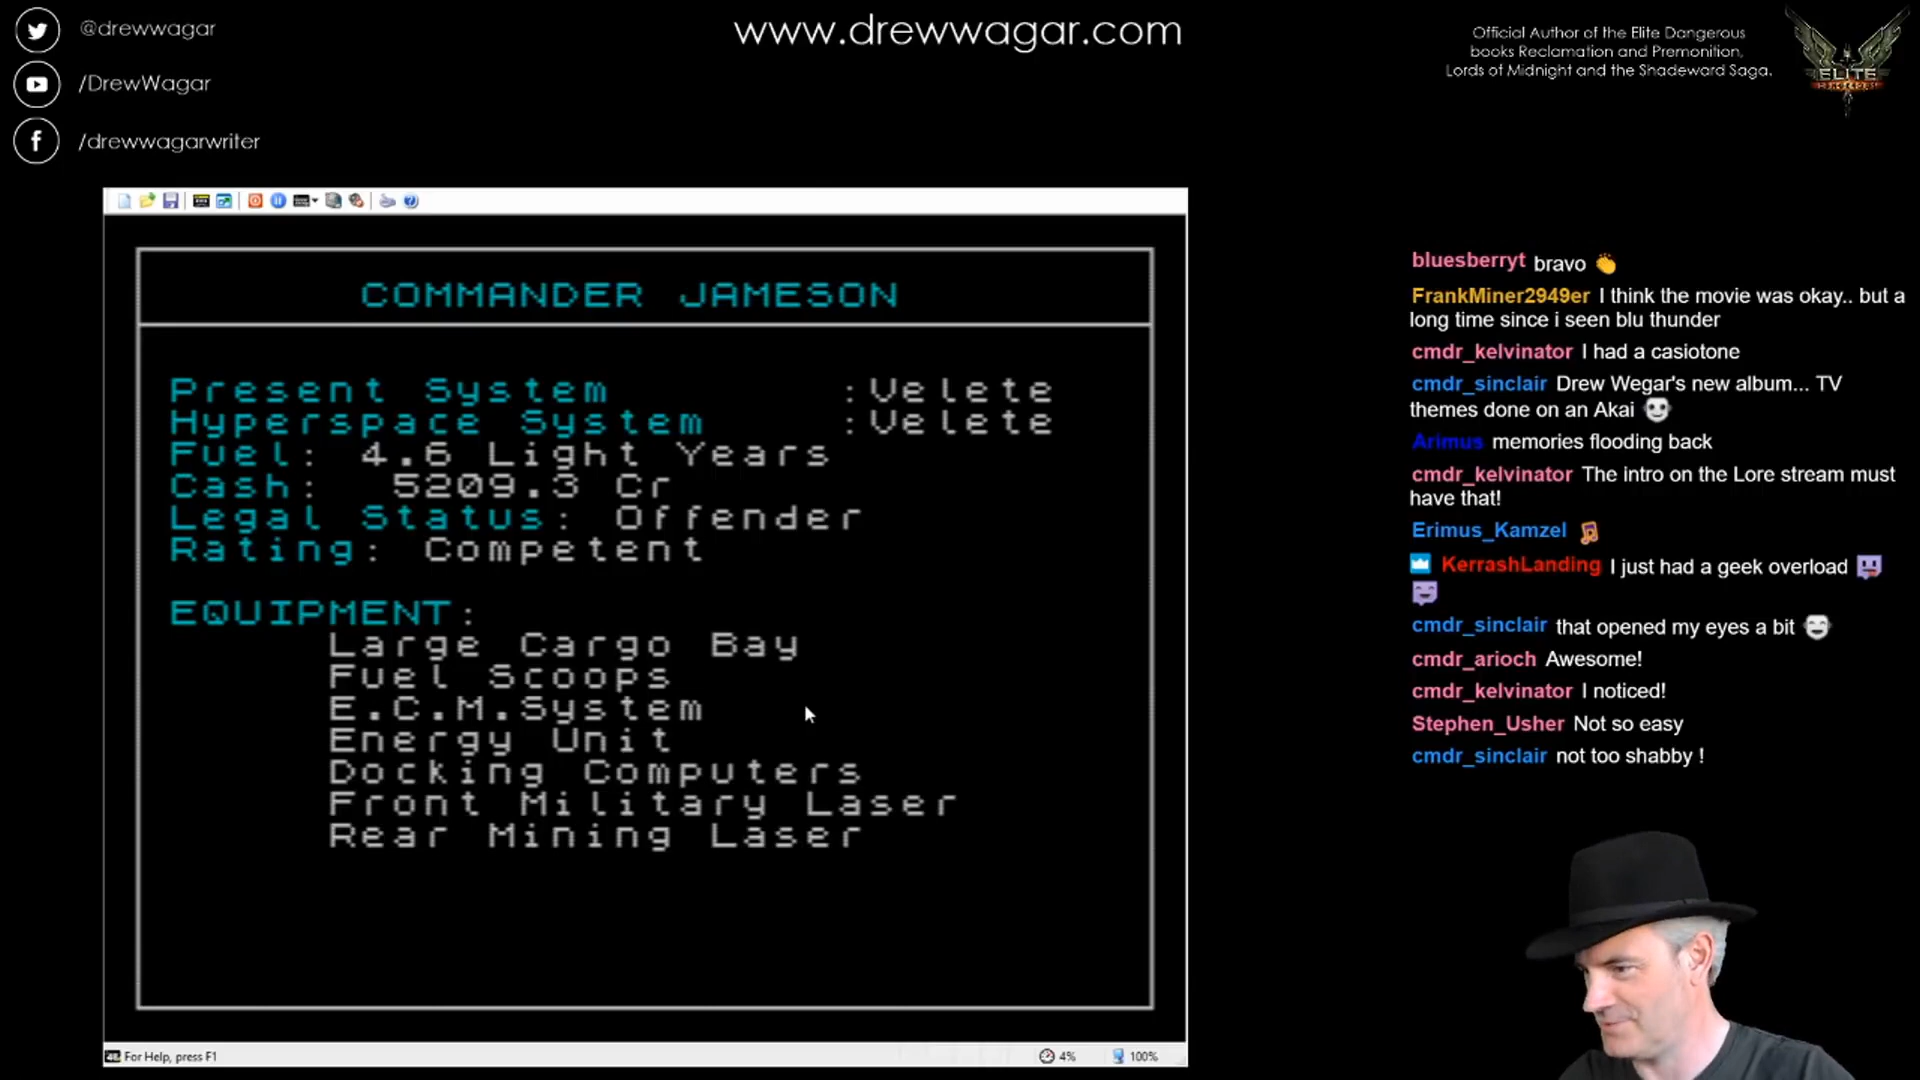 @drewwagar
/DrewWagar
/drewwagarwriter
www.drewwagar.com
Official Author of the Elite Dangerous
books Reclamation and Premonition,
Lords of Midnight and the Shadeward Saga.
ELITE
DANGEROUS
COMMANDER JAMESON
Present System :Velete
Hyperspace System :Velete
Fuel: 4.6 Light Years
Cash: 5209.3 Cr
Legal Status: Offender
Rating: Competent
EQUIPMENT:
Large Cargo Bay
Fuel Scoops
E.C.M.System
Energy Unit
Docking Computers
Front Military Laser
Rear Mining Laser
For Help, press F1
4%
100%
bluesberryt bravo 👏
FrankMiner2949er I think the movie was okay.. but a
long time since i seen blu thunder
cmdr_kelvinator I had a casiotone
cmdr_sinclair Drew Wegar's new album... TV
themes done on an Akai
Arimus memories flooding back
cmdr_kelvinator The intro on the Lore stream must
have that!
Erimus_Kamzel
KerrashLanding I just had a geek overload
cmdr_sinclair that opened my eyes a bit
cmdr_arioch Awesome!
cmdr_kelvinator I noticed!
Stephen_Usher Not so easy
cmdr_sinclair not too shabby !